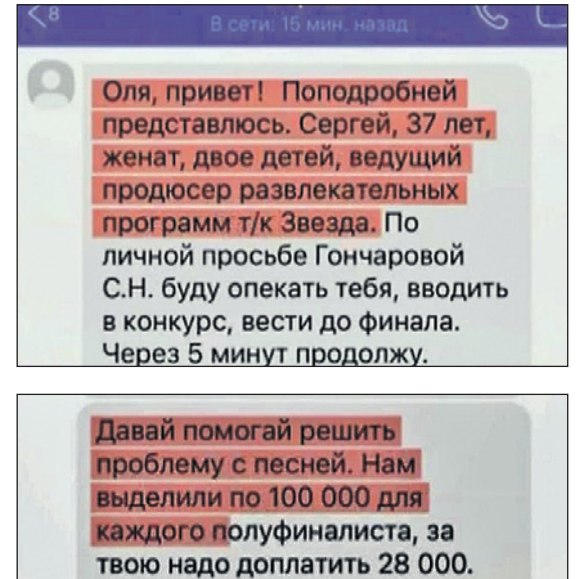 8
В сети: 15 мин. назад
Оля, привет! Поподробней
представлюсь. Сергей, 37 лет,
женат, двое детей, ведущий
продюсер развлекательных
программ т/к Звезда. По
личной просьбе Гончаровой
С.Н. буду опекать тебя, вводить
в конкурс, вести до финала.
Через 5 минут продолжу.
Давай помогай решить
проблему с песней. Нам
выделили по 100 000 для
каждого полуфиналиста, за
твою надо доплатить 28 000.